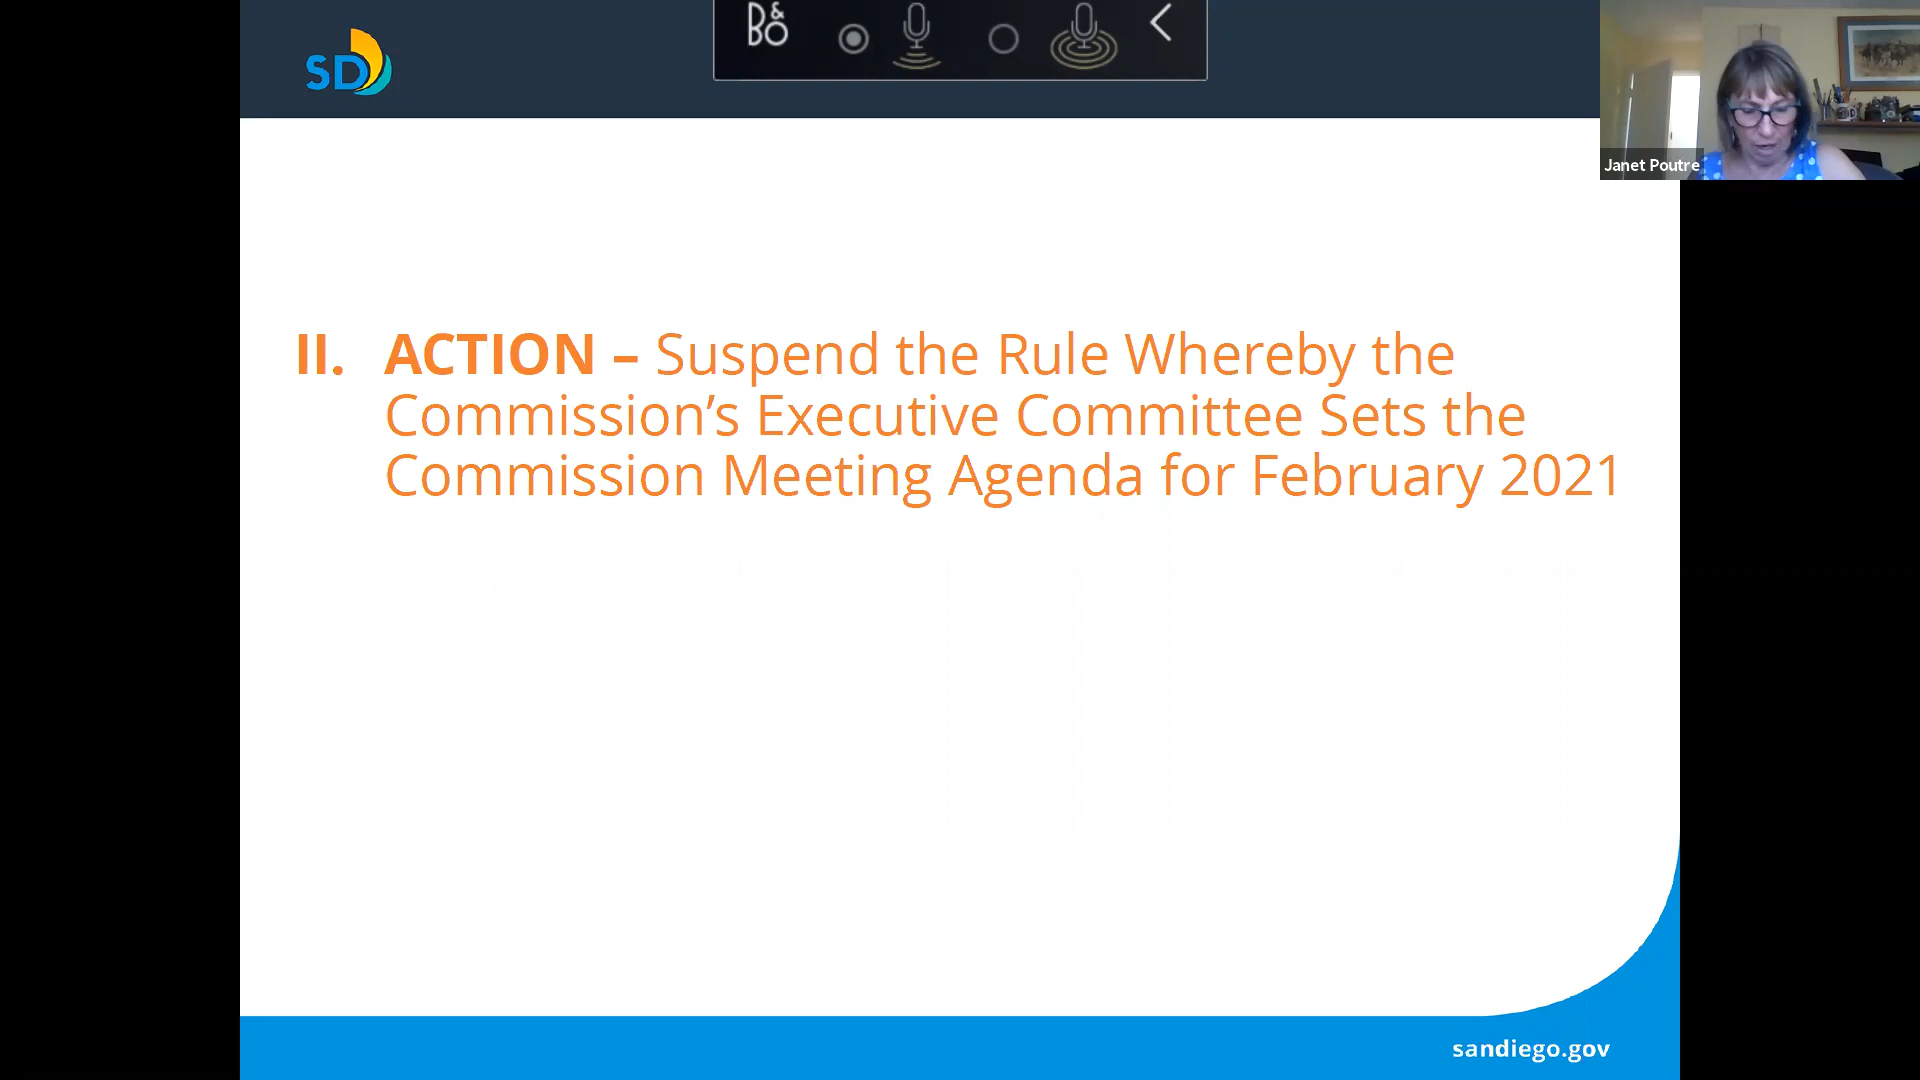 SD
B&O
Janet Poutre
II. ACTION – Suspend the Rule Whereby the
Commission’s Executive Committee Sets the
Commission Meeting Agenda for February 2021
sandiego.gov